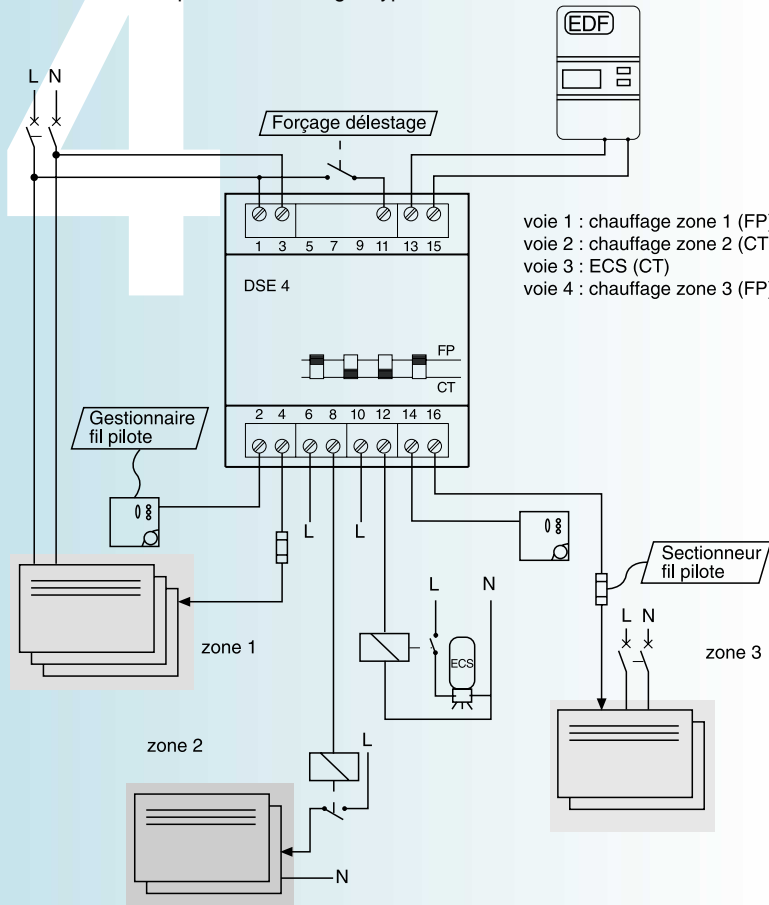 4
EDF
L N
Forçage délestage
1 3 5 7 9 11 13 15
voie 1 : chauffage zone 1 (FP)
voie 2 : chauffage zone 2 (CT
voie 3 : ECS (CT)
voie 4 : chauffage zone 3 (FP)
DSE 4
FP
CT
2 4 6 8 10 12 14 16
Gestionnaire
fil pilote
L
L
Sectionneur
fil pilote
L N
L N
ECS
zone 1
zone 3
zone 2
L
N